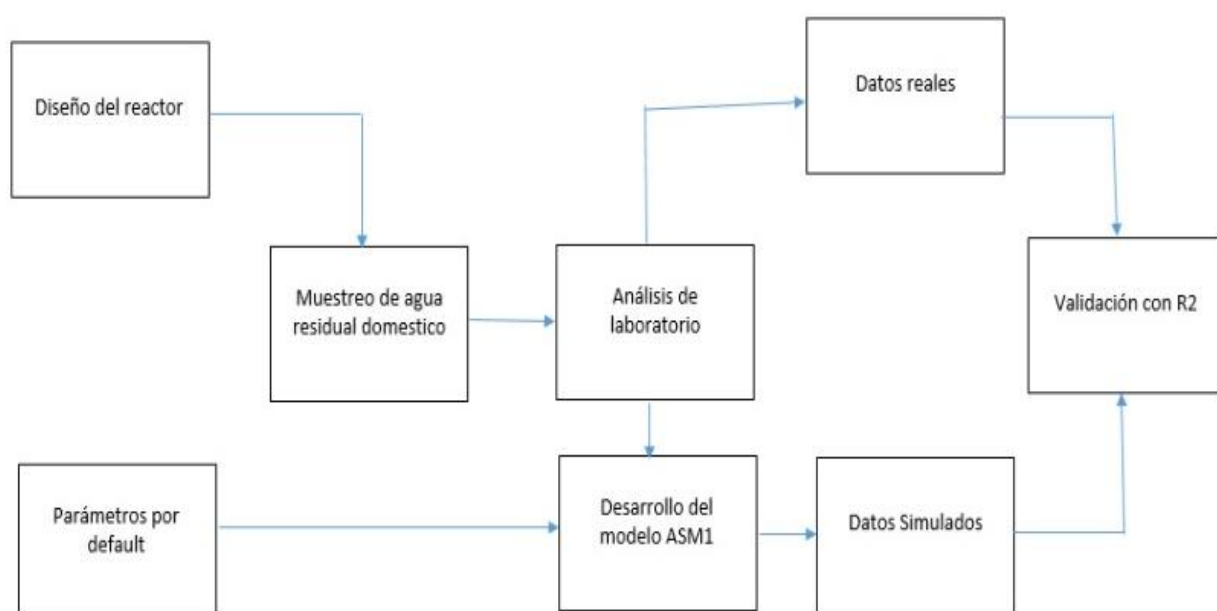 Diseño del reactor
Datos reales
Muestreo de agua
residual domestico
Análisis de
laboratorio
Validación con R2
Parámetros por
default
Desarrollo del
modelo ASM1
Datos Simulados